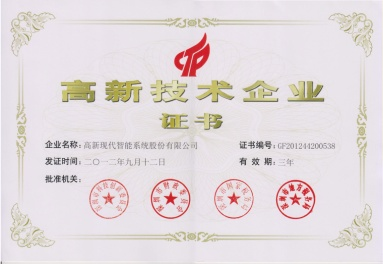 高新技术企业
证书
企业名称：高新现代智能系统股份有限公司 证书编号：GF201244200538
发证时间：二〇一二年九月十二日 有 效 期：三年
批准机关：